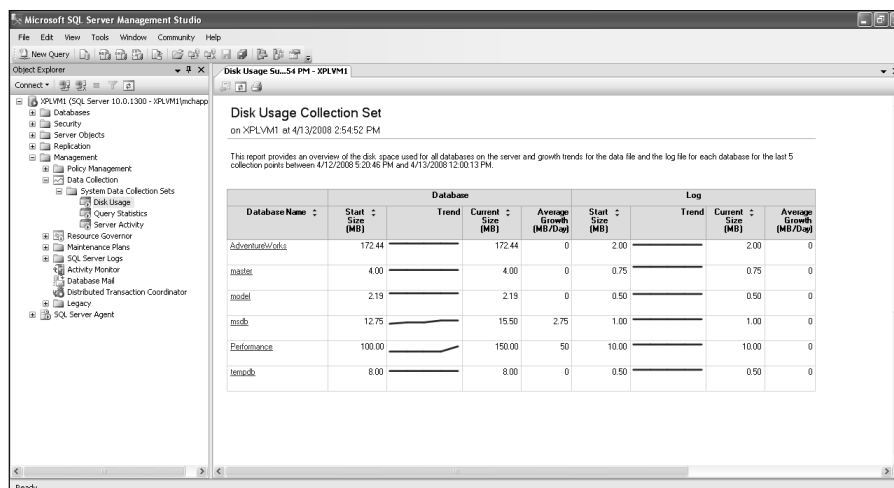 Microsoft SQL Server Management Studio
File Edit View Tools Window Community Help
New Query
Object Explorer
Connect
XPLVM1 (SQL Server 10.0.1300 - XPLVM1\mchapp
Databases
Security
Server Objects
Replication
Management
Policy Management
Data Collection
System Data Collection Sets
Disk Usage
Query Statistics
Server Activity
Resource Governor
Maintenance Plans
SQL Server Logs
Activity Monitor
Database Mail
Distributed Transaction Coordinator
Legacy
SQL Server Agent
Disk Usage Su...54 PM - XPLVM1
Disk Usage Collection Set
on XPLVM1 at 4/13/2008 2:54:52 PM
This report provides an overview of the disk space used for all databases on the server and growth trends for the data file and the log file for each database for the last 5
collection points between 4/12/2008 5:20:46 PM and 4/13/2008 12:00:13 PM.
Database Log
Database Name Start Size (MB) Trend Current Size (MB) Average Growth (MB/Day) Start Size (MB) Trend Current Size (MB) Average Growth (MB/Day)
AdventureWorks 172.44 172.44 0 2.00 2.00 0
master 4.00 4.00 0 0.75 0.75 0
model 2.19 2.19 0 0.50 0.50 0
msdb 12.75 15.50 2.75 1.00 1.00 0
Performance 100.00 150.00 50 10.00 10.00 0
tempdb 8.00 8.00 0 0.50 0.50 0
Ready